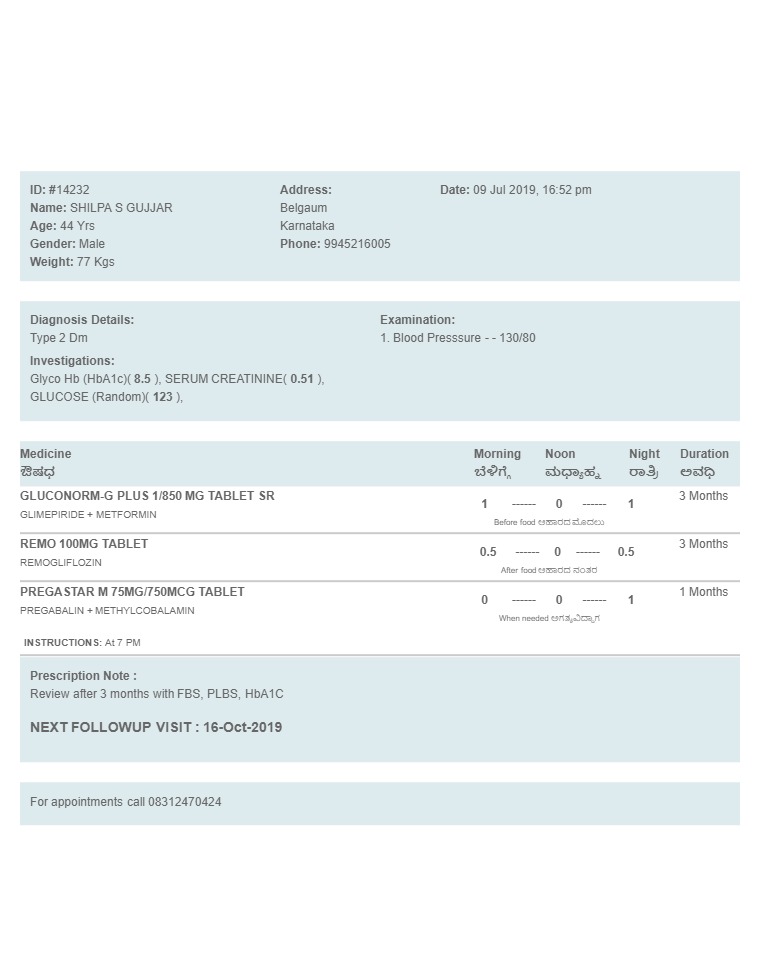 ID: #14232
Name: SHILPA S GUJJAR
Age: 44 Yrs
Gender: Male
Weight: 77 Kgs
Address:
Belgaum
Karnataka
Phone: 9945216005
Date: 09 Jul 2019, 16:52 pm
Diagnosis Details:
Type 2 Dm
Investigations:
Glyco Hb (HbA1c)( 8.5 ), SERUM CREATININE( 0.51 ),
GLUCOSE (Random)( 123 ),
Examination:
1. Blood Presssure - - 130/80
Medicine Morning Noon Night Duration
ಔಷಧ ಬೆಳಿಗ್ಗೆ ಮಧ್ಯಾಹ್ನ ರಾತ್ರಿ ಅವಧಿ
GLUCONORM-G PLUS 1/850 MG TABLET SR 1 ------ 0 ------ 1 3 Months
GLIMEPIRIDE + METFORMIN
Before food ಆಹಾರದ ಮೊದಲು
REMO 100MG TABLET 0.5 ------ 0 ------ 0.5 3 Months
REMOGLIFLOZIN
After food ಆಹಾರದ ನಂತರ
PREGASTAR M 75MG/750MCG TABLET 0 ------ 0 ------ 1 1 Months
PREGABALIN + METHYLCOBALAMIN
When needed ಅಗತ್ಯವಿದ್ದಾಗ
INSTRUCTIONS: At 7 PM
Prescription Note :
Review after 3 months with FBS, PLBS, HbA1C
NEXT FOLLOWUP VISIT : 16-Oct-2019
For appointments call 08312470424